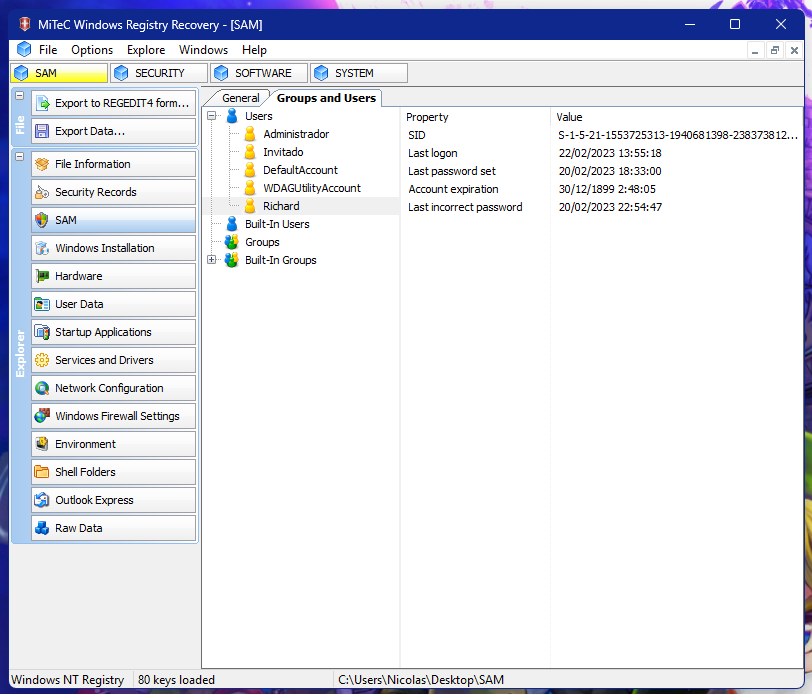 MiTeC Windows Registry Recovery - [SAM]
File Options Explore Windows Help
SAM SECURITY SOFTWARE SYSTEM
File
Export to REGEDIT4 form...
Export Data...
Explorer
File Information
Security Records
SAM
Windows Installation
Hardware
User Data
Startup Applications
Services and Drivers
Network Configuration
Windows Firewall Settings
Environment
Shell Folders
Outlook Express
Raw Data
General Groups and Users
Users
Administrador
Invitado
DefaultAccount
WDAGUtilityAccount
Richard
Built-In Users
Groups
Built-In Groups
Property Value
SID S-1-5-21-1553725313-1940681398-238373812...
Last logon 22/02/2023 13:55:18
Last password set 20/02/2023 18:33:00
Account expiration 30/12/1899 2:48:05
Last incorrect password 20/02/2023 22:54:47
Windows NT Registry 80 keys loaded C:\Users\Nicolas\Desktop\SAM